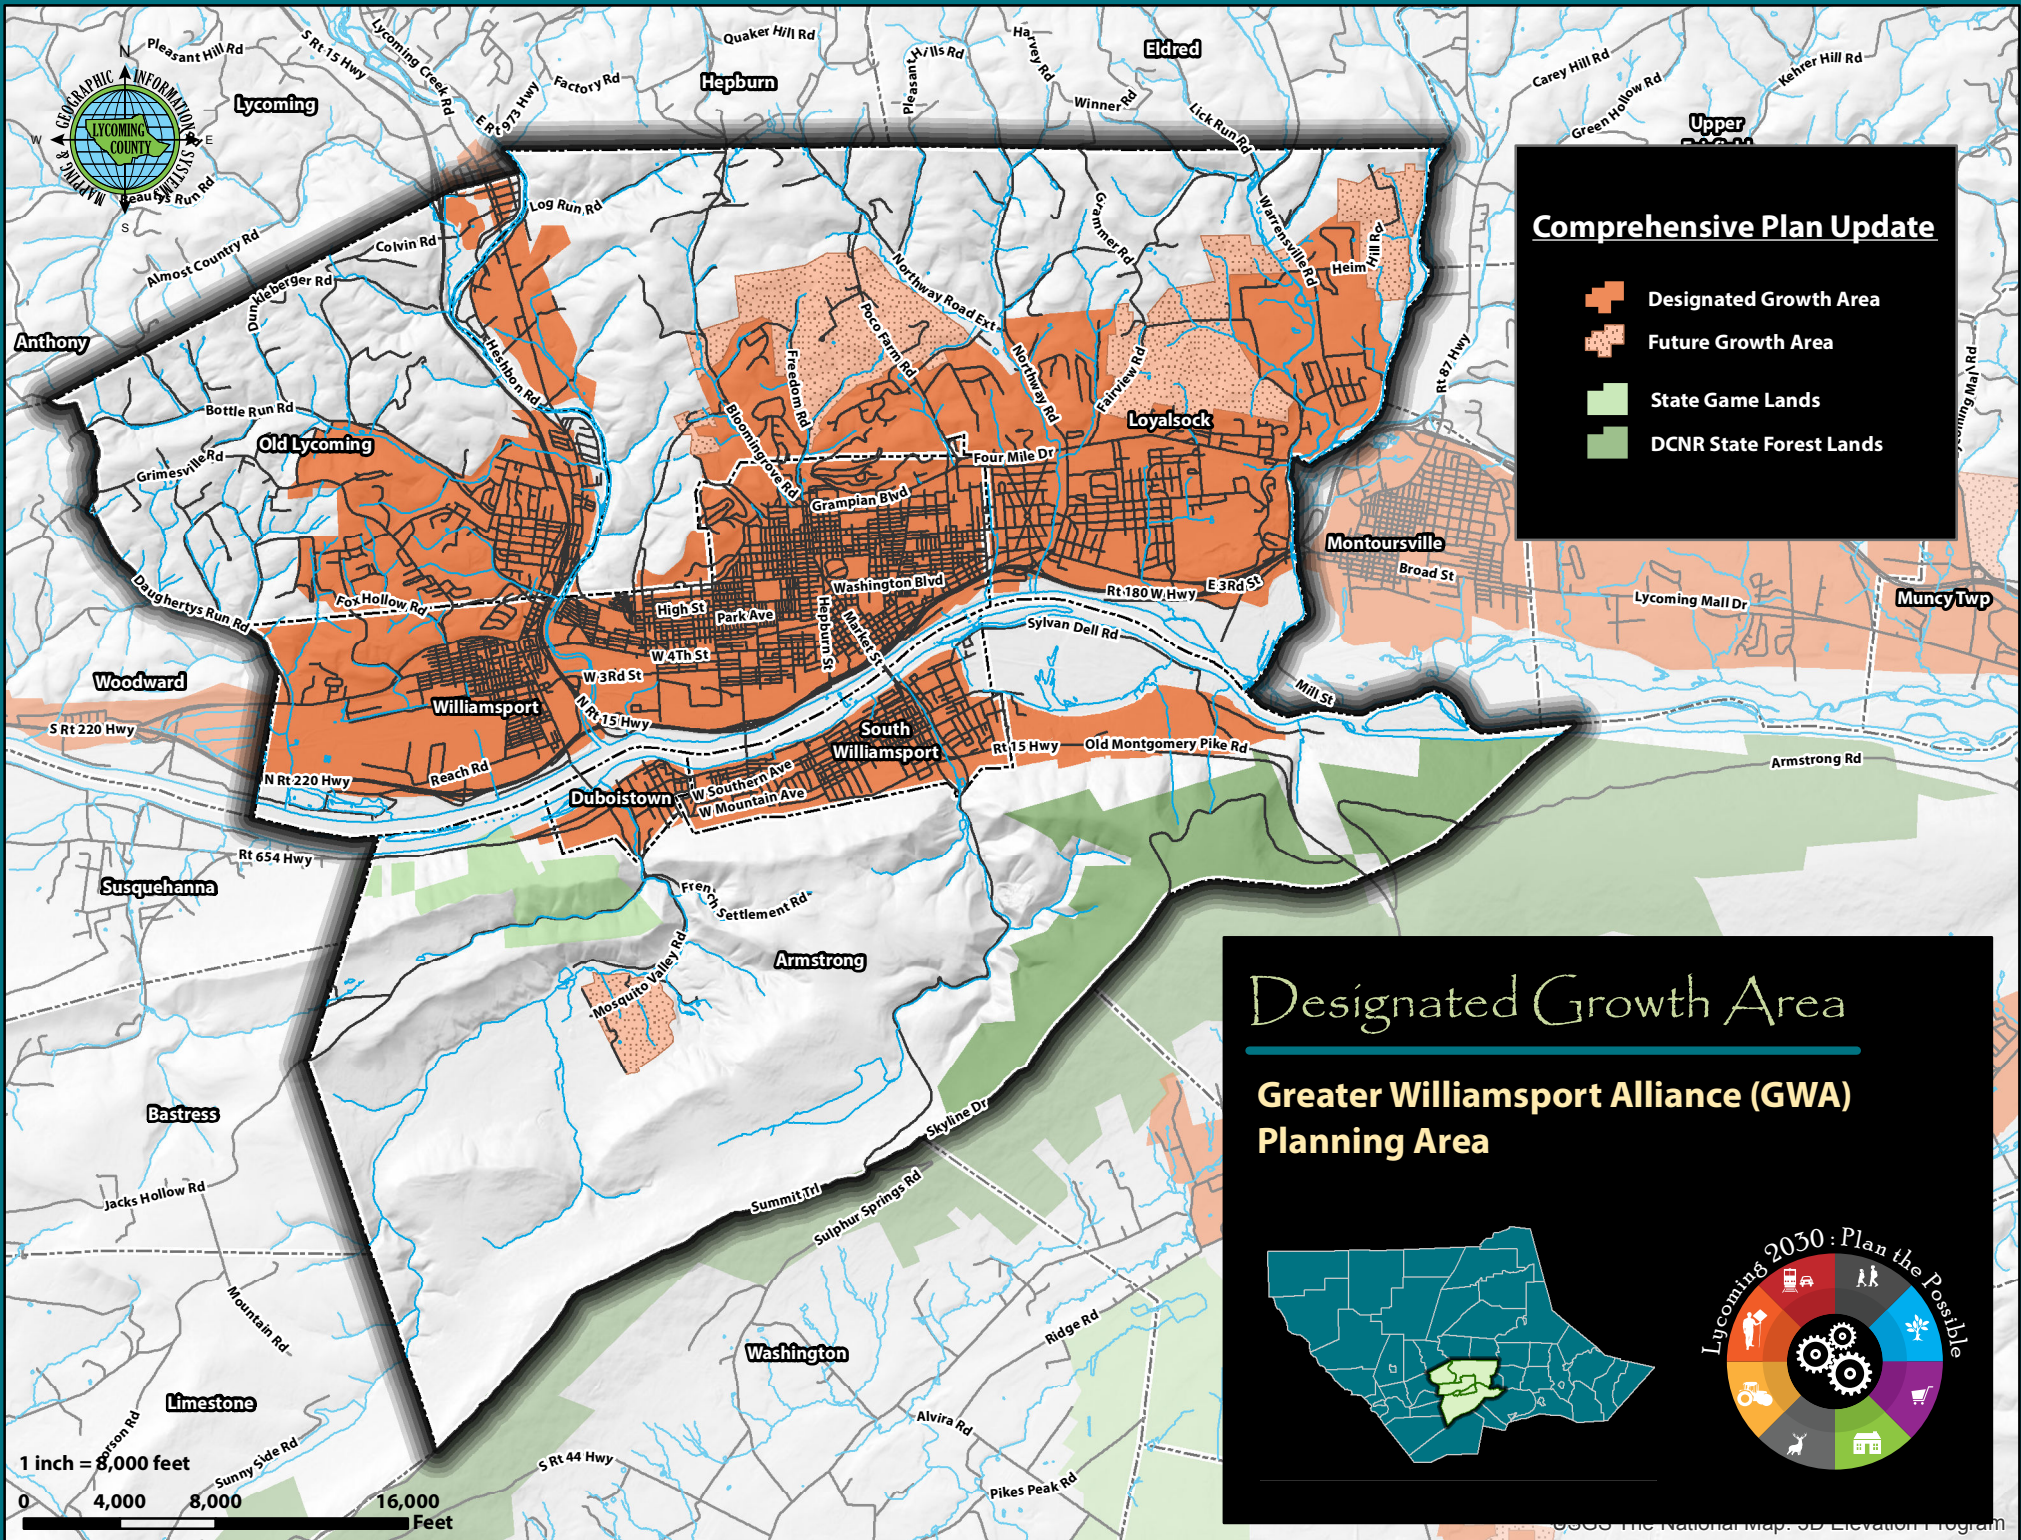 Pleasant Hill Rd
S Rt 15 Hwy
Lycoming Creek Rd
Quaker Hill Rd
Pleasant Hills Rd
Harvey Rd
Eldred
Carey Hill Rd
Kehrer Hill Rd
Green Hollow Rd
Factory Rd
Hepburn
Winner Rd
Lick Run Rd
Upper
N
W
E
S
GEOGRAPHIC INFORMATION SYSTEMS
MAPPING &
LYCOMING
COUNTY
Lycoming
E Rt 973 Hwy
Beautys Run Rd
Almost Country Rd
Colvin Rd
Log Run Rd
Dunkleberger Rd
Grammer Rd
Warrensville Rd
Heim Hill Rd
Northway Road Ext
Poco Farm Rd
Freedom Rd
Northway Rd
Fairview Rd
Rt 87 Hwy
Anthony
Heshbon Rd
Bottle Run Rd
Old Lycoming
Grimesville Rd
Bloomingrove Rd
Loyalsock
Four Mile Dr
Grampian Blvd
Comprehensive Plan Update
Designated Growth Area
Future Growth Area
State Game Lands
DCNR State Forest Lands
Montoursville
Broad St
Lycoming Mall Dr
Muncy Twp
Daughertys Run Rd
Fox Hollow Rd
High St
Park Ave
Washington Blvd
Hepburn St
Market St
W 4Th St
W 3Rd St
Rt 180 W Hwy
E 3Rd St
Sylvan Dell Rd
Mill St
Woodward
Williamsport
N Rt 15 Hwy
S Rt 220 Hwy
N Rt 220 Hwy
Reach Rd
South
Williamsport
Rt 15 Hwy
Old Montgomery Pike Rd
Armstrong Rd
Duboistown
W Southern Ave
W Mountain Ave
Rt 654 Hwy
Susquehanna
French Settlement Rd
Mosquito Valley Rd
Armstrong
Bastress
Jacks Hollow Rd
Skyline Dr
Summit Trl
Sulphur Springs Rd
Mountain Rd
Washington
Ridge Rd
Limestone
Alvira Rd
Sunny Side Rd
S Rt 44 Hwy
Pikes Peak Rd
Designated Growth Area
Greater Williamsport Alliance (GWA)
Planning Area
Lycoming 2030: Plan the Possible
1 inch = 8,000 feet
0 4,000 8,000 16,000
Feet
USGS The National Map: 3D Elevation Program